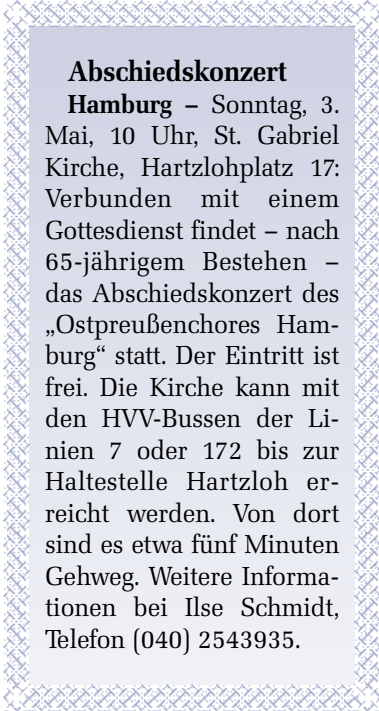 Abschiedskonzert
Hamburg – Sonntag, 3.
Mai, 10 Uhr, St. Gabriel
Kirche, Hartzlohplatz 17:
Verbunden mit einem
Gottesdienst findet – nach
65-jährigem Bestehen –
das Abschiedskonzert des
„Ostpreußenchores Ham-
burg“ statt. Der Eintritt ist
frei. Die Kirche kann mit
den HVV-Bussen der Li-
nien 7 oder 172 bis zur
Haltestelle Hartzloh er-
reicht werden. Von dort
sind es etwa fünf Minuten
Gehweg. Weitere Informa-
tionen bei Ilse Schmidt,
Telefon (040) 2543935.